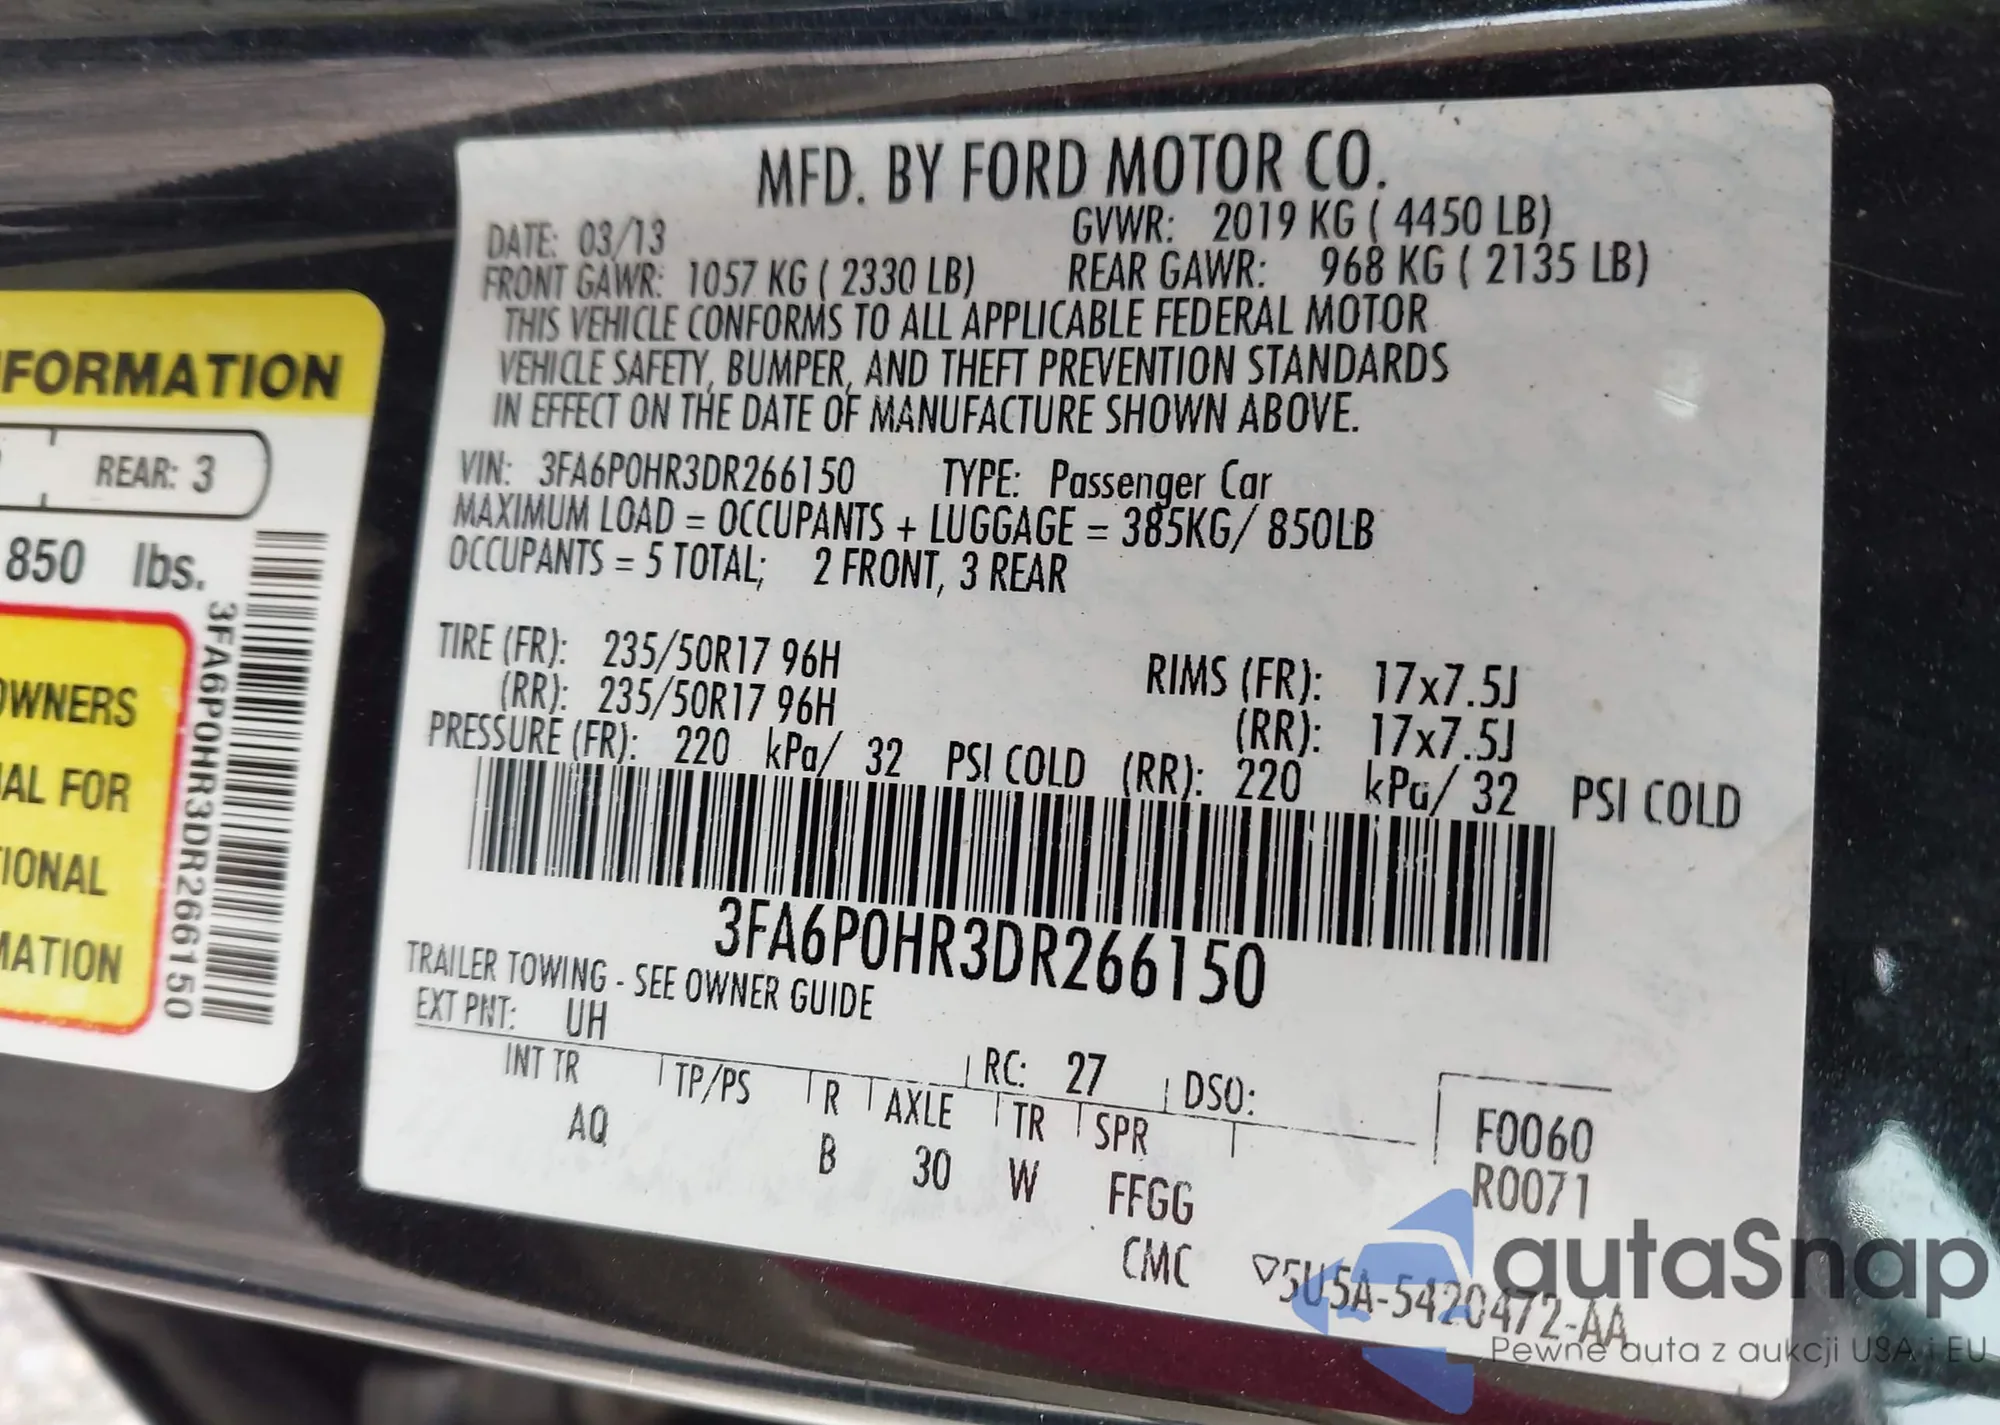 FORMATION
REAR: 3
850 lbs.
OWNERS
AL FOR
IONAL
MATION
3FA6P0HR3DR266150
MFD. BY FORD MOTOR CO.
DATE: 03/13 GVWR: 2019 KG ( 4450 LB)
FRONT GAWR: 1057 KG ( 2330 LB) REAR GAWR: 968 KG ( 2135 LB)
THIS VEHICLE CONFORMS TO ALL APPLICABLE FEDERAL MOTOR
VEHICLE SAFETY, BUMPER, AND THEFT PREVENTION STANDARDS
IN EFFECT ON THE DATE OF MANUFACTURE SHOWN ABOVE.
VIN: 3FA6P0HR3DR266150 TYPE: Passenger Car
MAXIMUM LOAD = OCCUPANTS + LUGGAGE = 385KG/ 850LB
OCCUPANTS = 5 TOTAL; 2 FRONT, 3 REAR
TIRE (FR): 235/50R17 96H RIMS (FR): 17x7.5J
(RR): 235/50R17 96H (RR): 17x7.5J
PRESSURE (FR): 220 kPa/ 32 PSI COLD (RR): 220 kPa/ 32 PSI COLD
3FA6P0HR3DR266150
TRAILER TOWING - SEE OWNER GUIDE
EXT PNT: UH RC: 27 DSO:
INT TR TP/PS R AXLE TR SPR F0060
AQ B 30 W FFGG R0071
CMC 5U5A-5420472-AA
autoSnap
Pewne auta z aukcji USA i EU